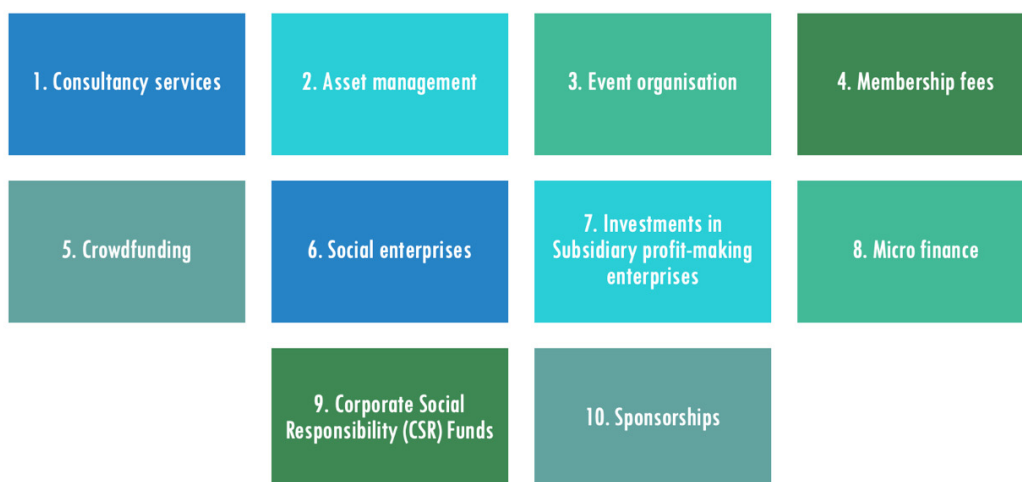 1. Consultancy services
2. Asset management
3. Event organisation
4. Membership fees
5. Crowdfunding
6. Social enterprises
7. Investments in
Subsidiary profit-making
enterprises
8. Micro finance
9. Corporate Social
Responsibility (CSR) Funds
10. Sponsorships